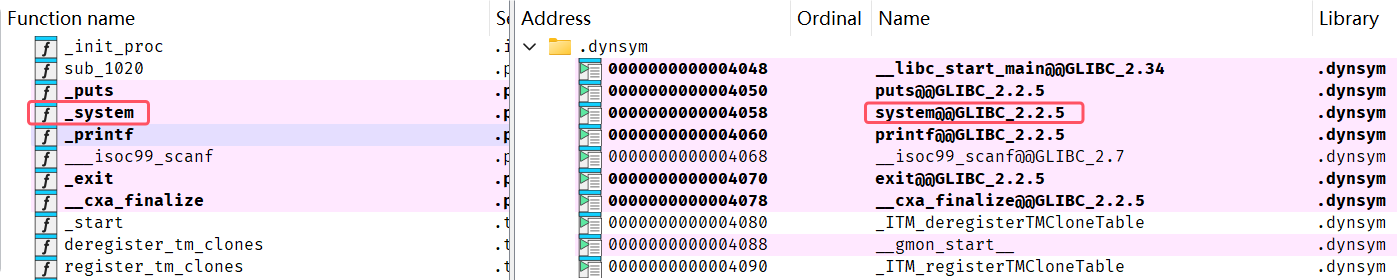 Function name Se
_init_proc .i
sub_1020 .p
_puts .p
_system .p
_printf .p
___isoc99_scanf .p
_exit .p
__cxa_finalize .p
_start .t
deregister_tm_clones .t
register_tm_clones .t
Address Ordinal Name Library
.dynsym
0000000000004048 __libc_start_main@@GLIBC_2.34 .dynsym
0000000000004050 puts@@GLIBC_2.2.5 .dynsym
0000000000004058 system@@GLIBC_2.2.5 .dynsym
0000000000004060 printf@@GLIBC_2.2.5 .dynsym
0000000000004068 __isoc99_scanf@@GLIBC_2.7 .dynsym
0000000000004070 exit@@GLIBC_2.2.5 .dynsym
0000000000004078 __cxa_finalize@@GLIBC_2.2.5 .dynsym
0000000000004080 _ITM_deregisterTMCloneTable .dynsym
0000000000004088 __gmon_start__ .dynsym
0000000000004090 _ITM_registerTMCloneTable .dynsym